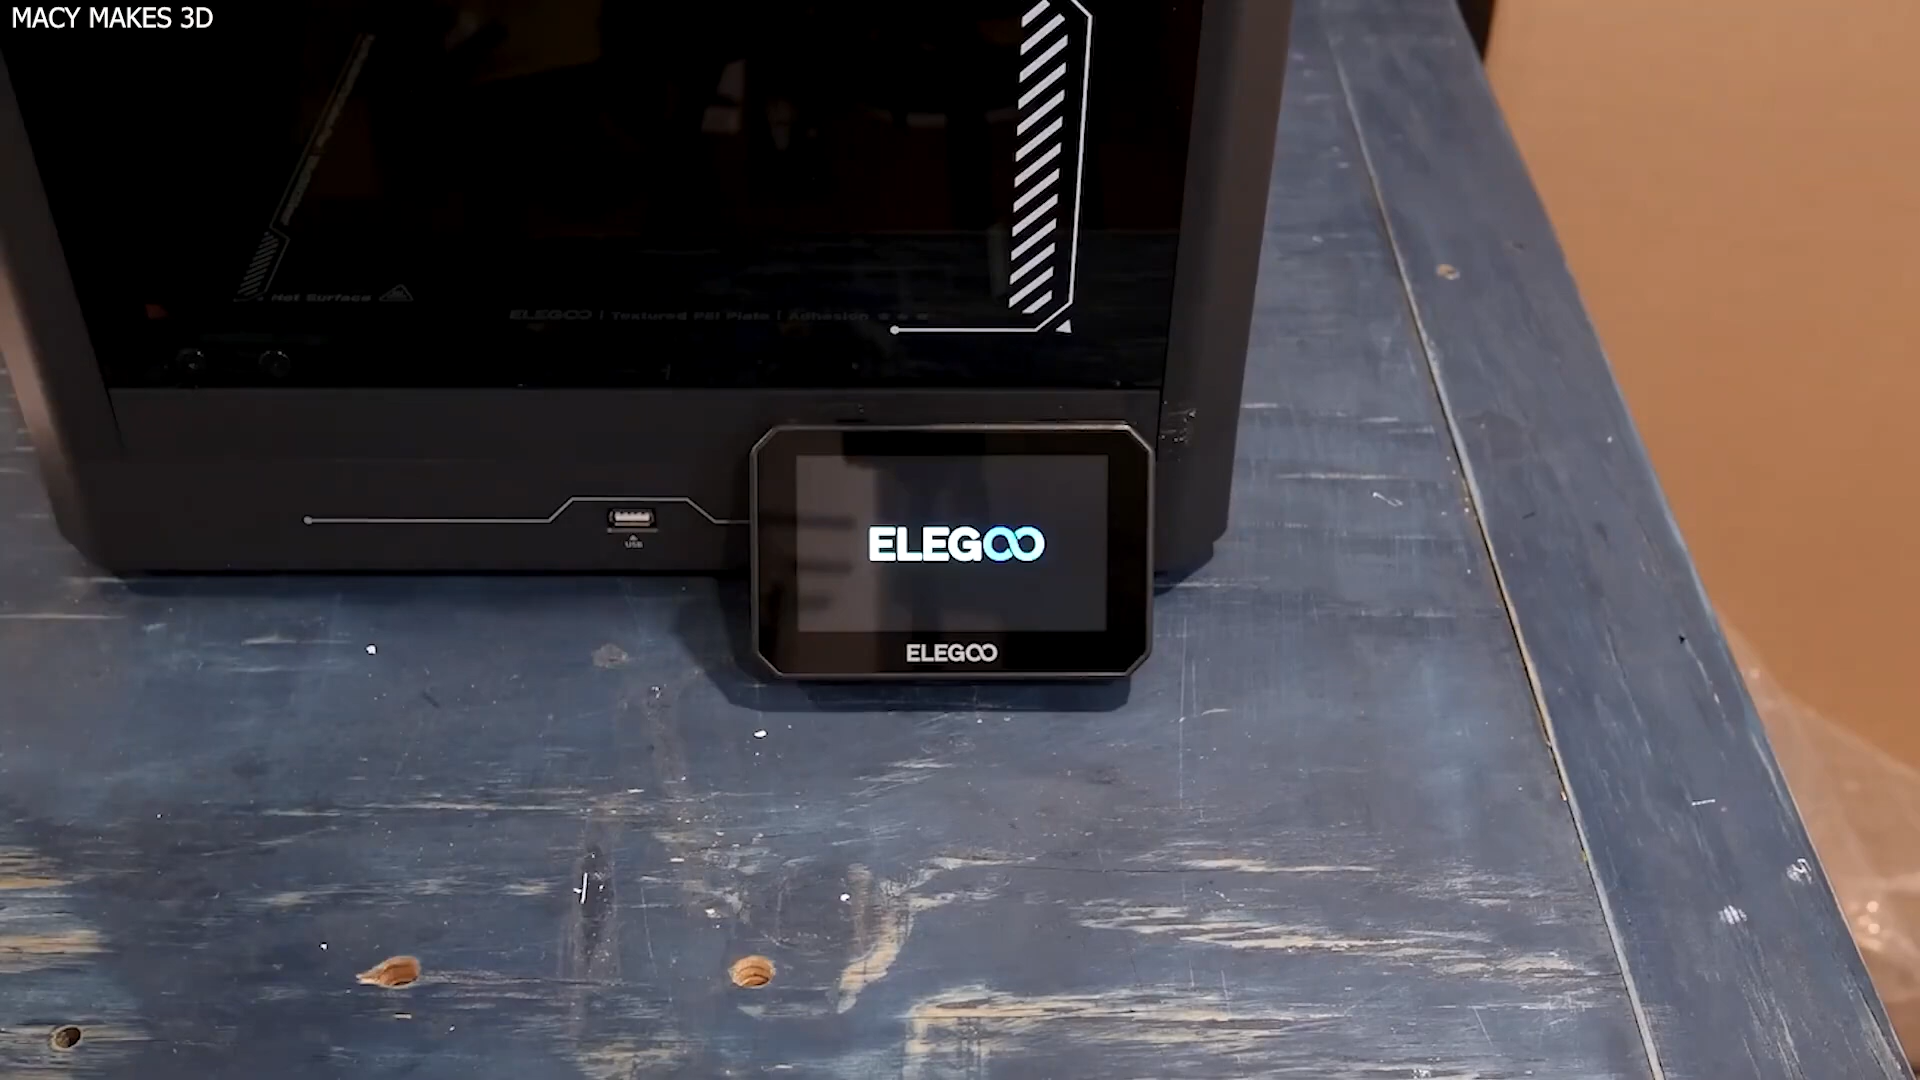 MACY MAKES 3D
Hot Surface
ELEGOO | Textured PEI Plate | Adhesion
USB
ELEGOO
ELEGOO